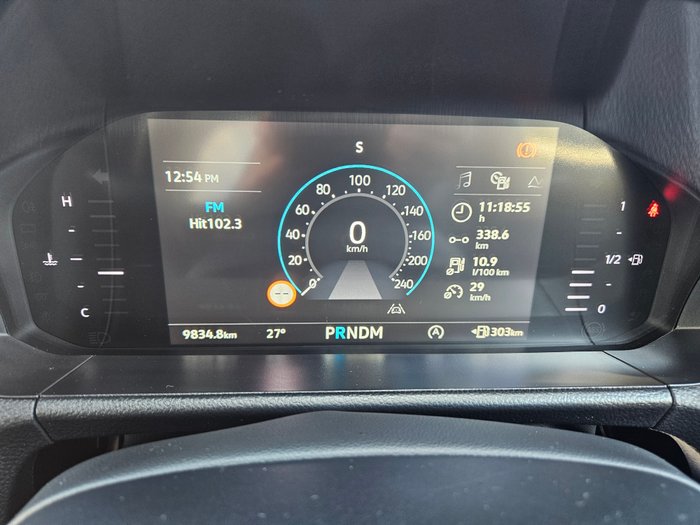 S
12:54 PM
FM
Hit102.3
H
C
0
20
40
60
80
100
120
140
160
200
240
0
km/h
11:18:55
h
338.6
km
10.9
l/100 km
29
km/h
1
1/2
0
9834.8km
27°
PRNDM
A
303km